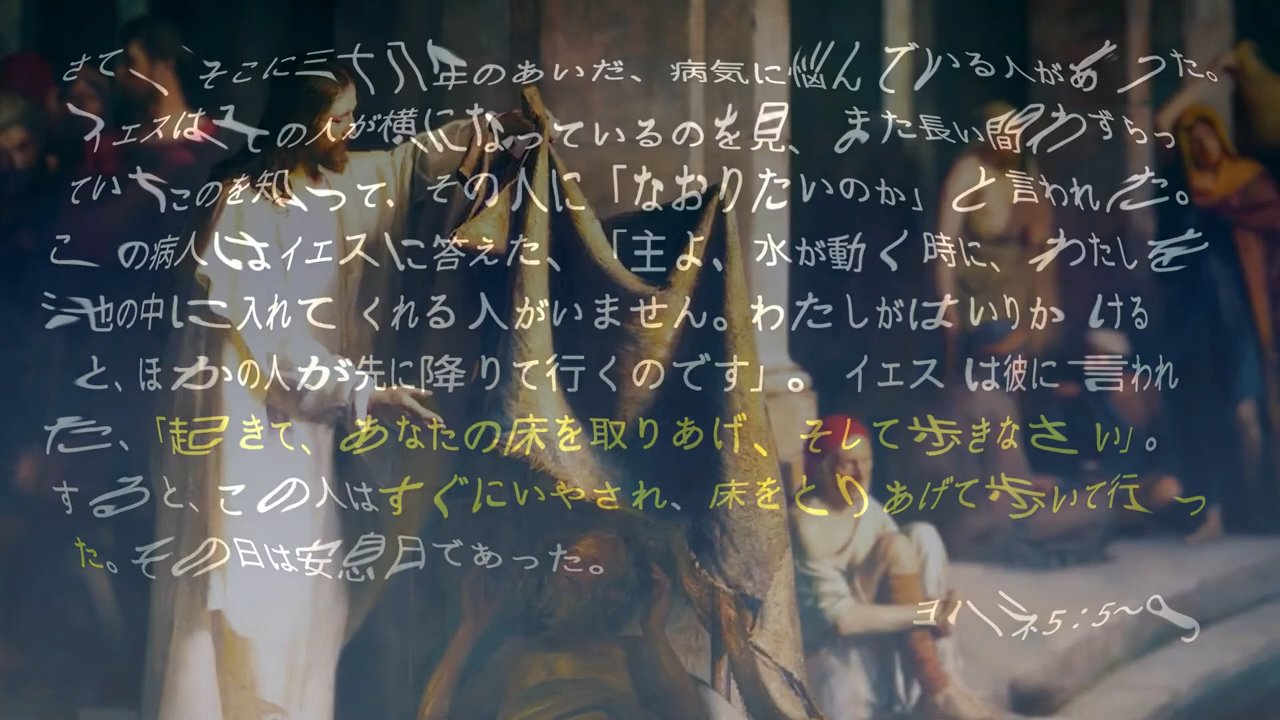 さて、そこに三十八年のあいだ、病気に悩んでいる人があった。
イエスはその人が横になっているのを見、また長い間わずらっ
ていたのを知って、その人に「なおりたいのか」と言われた。
この病人はイエスに答えた、「主よ、水が動く時に、わたしを
池の中に入れてくれる人がいません。わたしがはいりかける
と、ほかの人が先に降りて行くのです」。イエスは彼に言われ
た、「起きて、あなたの床を取りあげ、そして歩きなさい」。
すると、この人はすぐにいやされ、床をとりあげて歩いて行っ
た。その日は安息日であった。
ヨハネ5:5~9